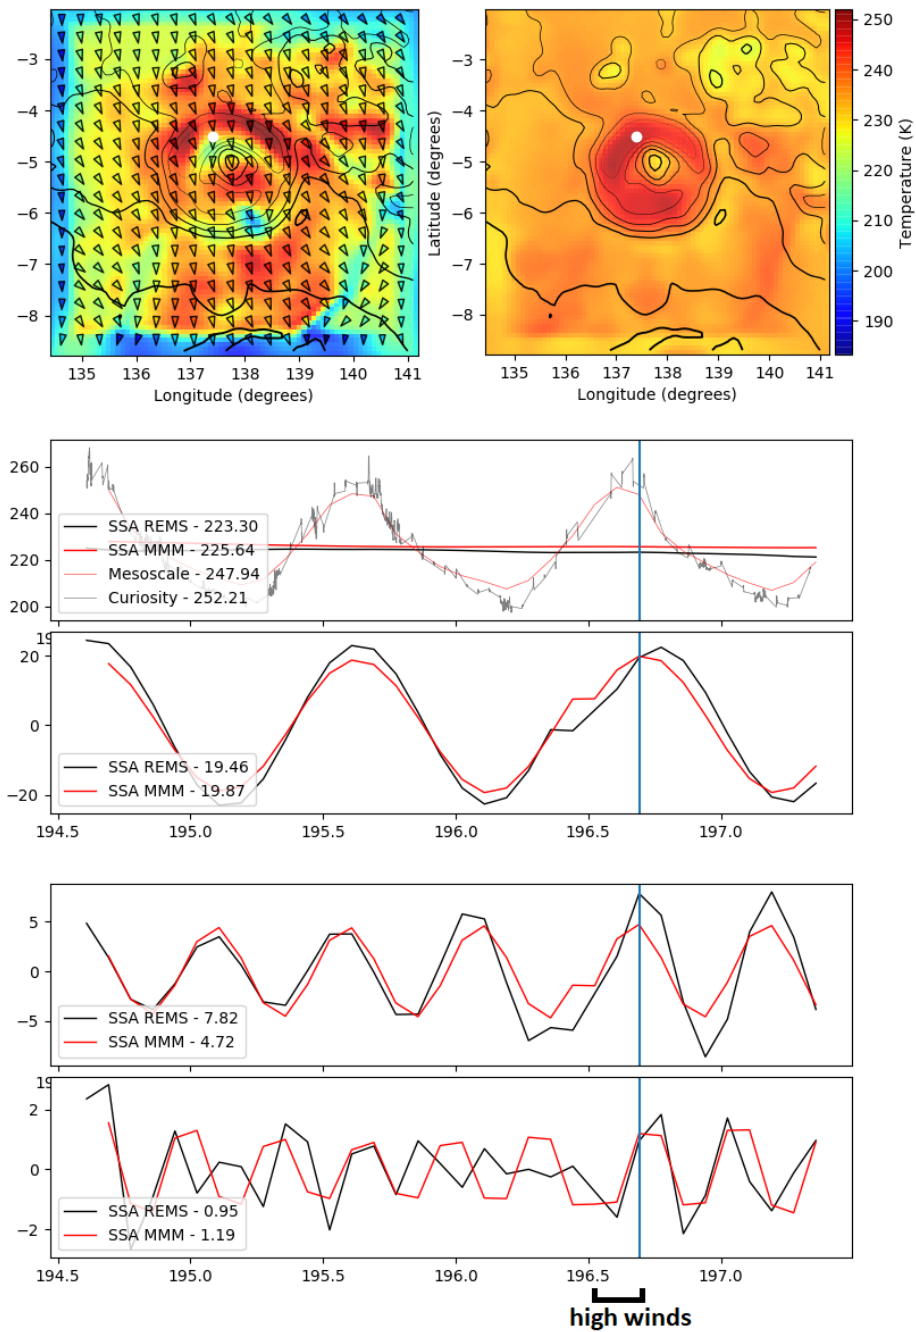 −3
−4
−5
−6
−7
−8
135 136 137 138 139 140 141
Longitude (degrees)
Latitude (degrees)
−3
−4
−5
−6
−7
−8
135 136 137 138 139 140 141
Longitude (degrees)
250
240
230
220
210
200
190
Temperature (K)
260
240
220
200
SSA REMS - 223.30
SSA MMM - 225.64
Mesoscale - 247.94
Curiosity - 252.21
19
20
0
−20
SSA REMS - 19.46
SSA MMM - 19.87
194.5 195.0 195.5 196.0 196.5 197.0
5
0
−5
SSA REMS - 7.82
SSA MMM - 4.72
19
2
0
−2
SSA REMS - 0.95
SSA MMM - 1.19
194.5 195.0 195.5 196.0 196.5 197.0
high winds